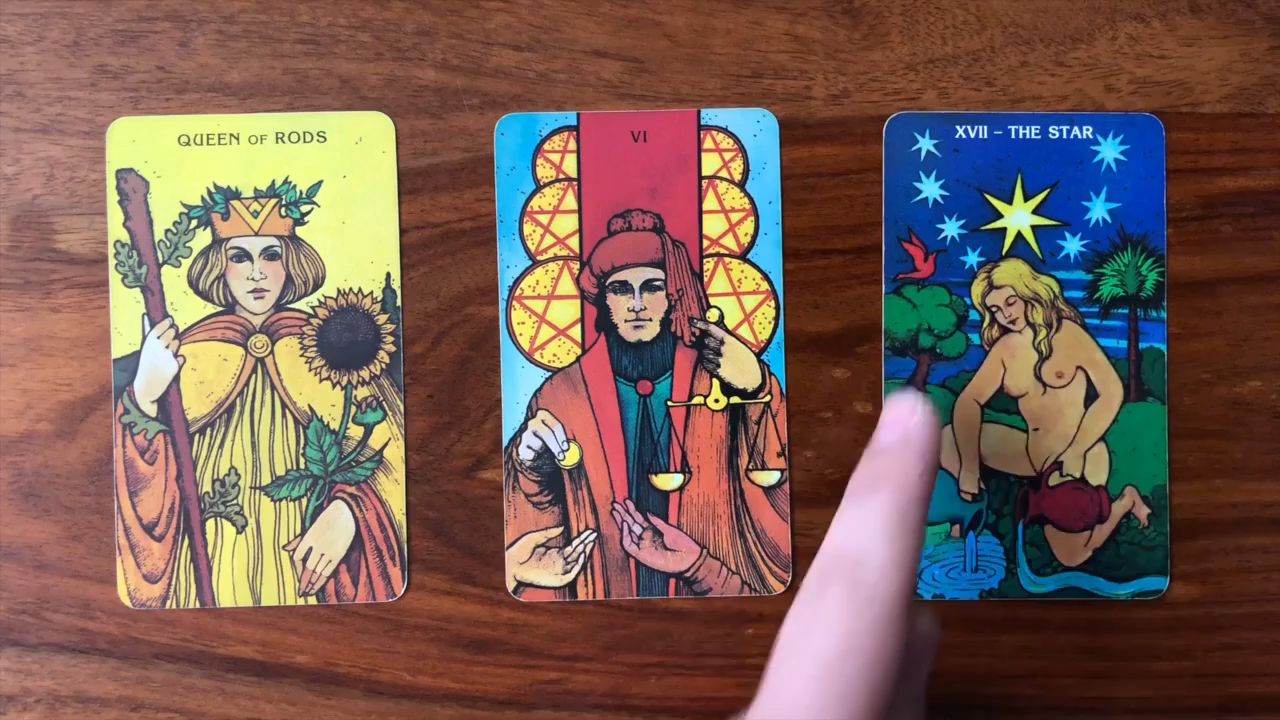 QUEEN OF RODS
VI
XVII – THE STAR